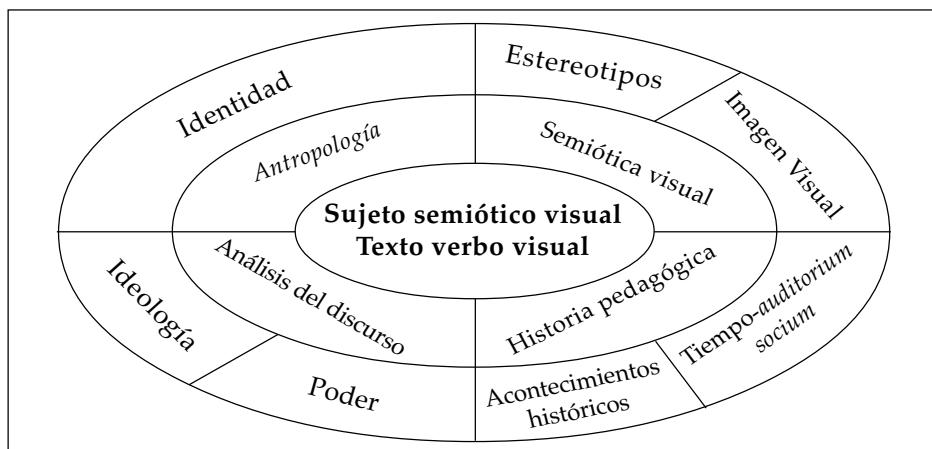 Identidad
Estereotipos
Imagen Visual
Antropología
Semiótica visual
Sujeto semiótico visual
Texto verbo visual
Ideología
Análisis del discurso
Historia pedagógica
Tiempo-auditorium
socium
Poder
Acontecimientos
históricos